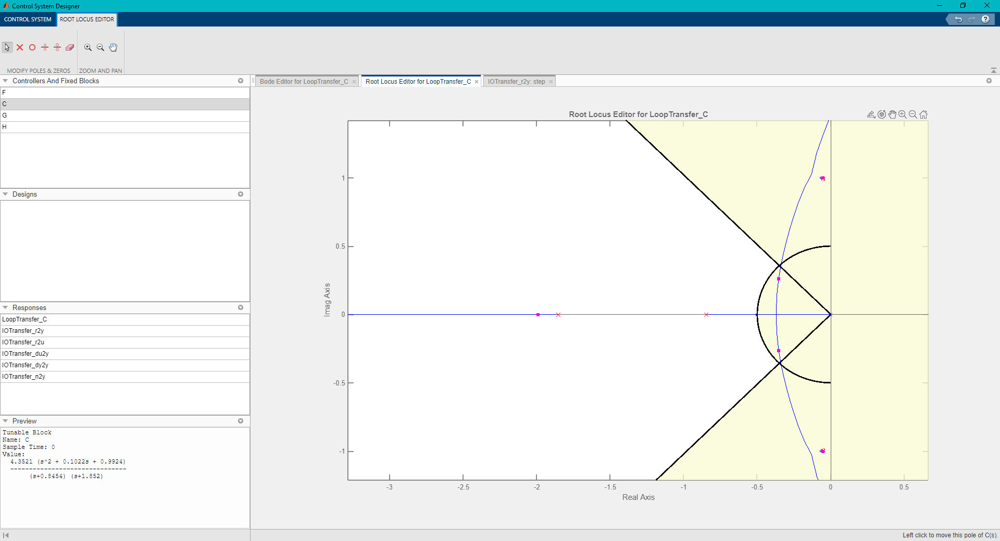 Control System Designer
CONTROL SYSTEM
ROOT LOCUS EDITOR
MODIFY POLES & ZEROS
ZOOM AND PAN
Controllers And Fixed Blocks
F
C
G
H
Designs
Responses
LoopTransfer_C
IOTransfer_r2y
IOTransfer_r2u
IOTransfer_du2y
IOTransfer_dy2y
IOTransfer_n2y
Preview
Tunable Block
Name: C
Sample Time: 0
Value:
4.3521 (s^2 + 0.1022s + 0.9924)
-------------------------------
(s+0.8454) (s+1.852)
Bode Editor for LoopTransfer_C
Root Locus Editor for LoopTransfer_C
IOTransfer_r2y: step
Root Locus Editor for LoopTransfer_C
Imag Axis
1
0.5
0
-0.5
-1
-3
-2.5
-2
-1.5
-1
-0.5
0
0.5
Real Axis
Left click to move this pole of C(s).